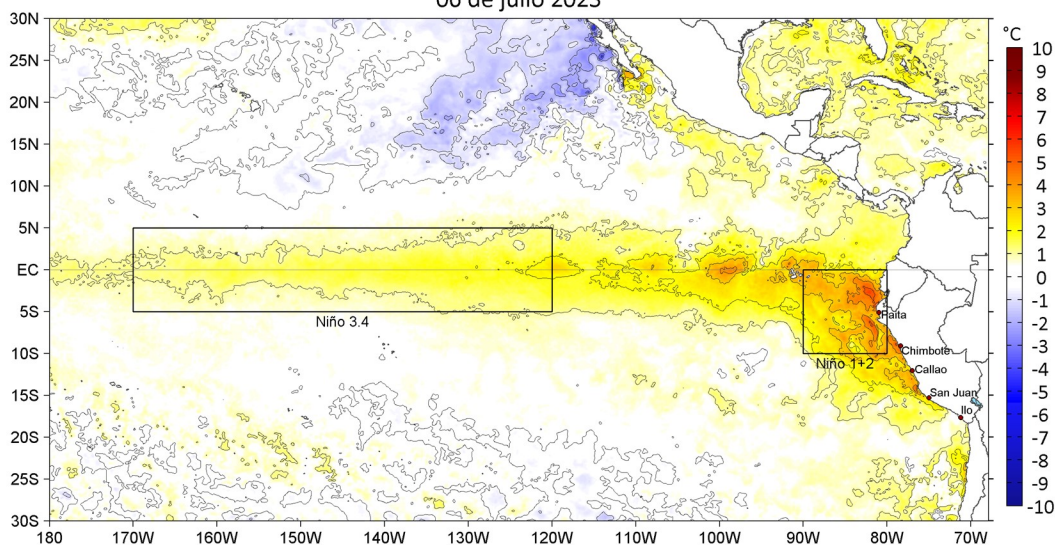 06 de julio 2023
30N
25N
20N
15N
10N
5N
EC
5S
10S
15S
20S
25S
30S
180
170W
160W
150W
140W
130W
120W
110W
100W
90W
80W
70W
Niño 3.4
Niño 1+2
Paita
Chimbote
Callao
San Juan
Ilo
°C
10
9
8
7
6
5
4
3
2
1
0
-1
-2
-3
-4
-5
-6
-7
-8
-9
-10